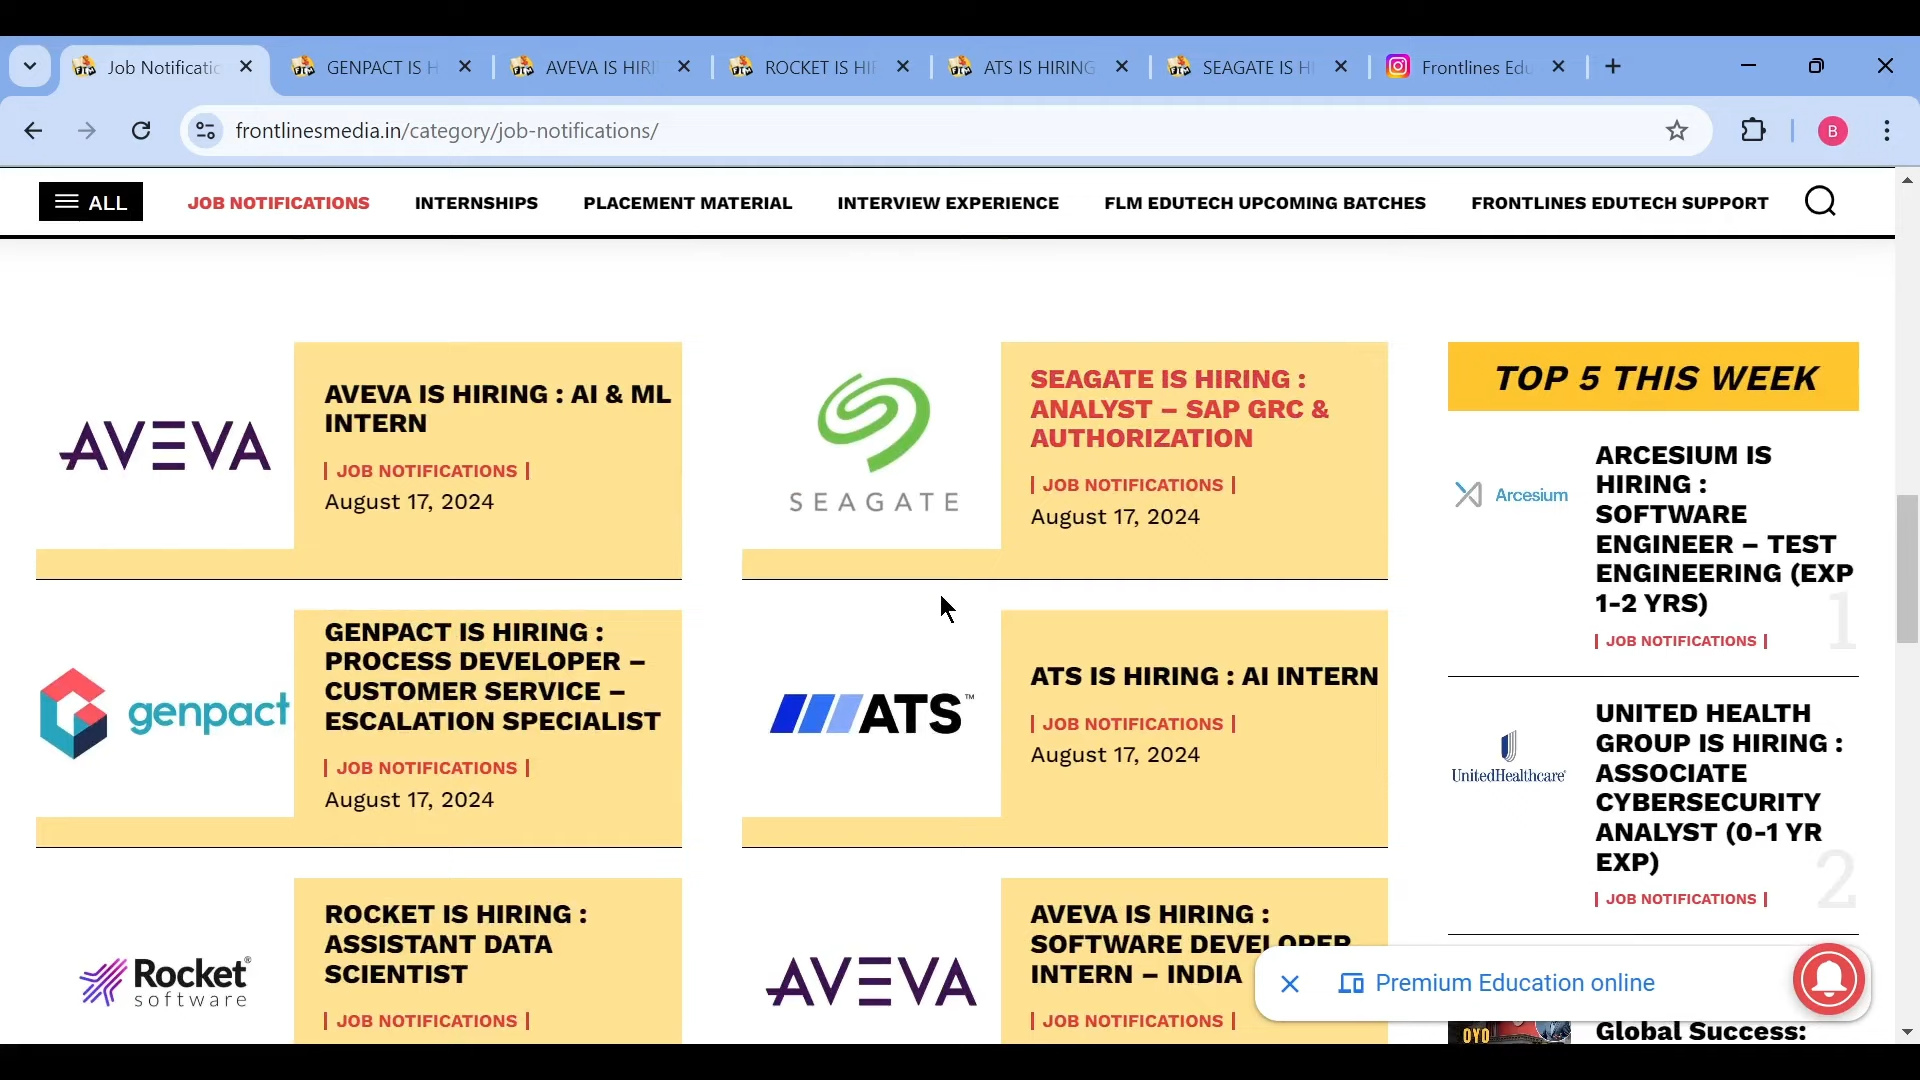 Job Notificatio
GENPACT IS H
AVEVA IS HIRI
ROCKET IS HIF
ATS IS HIRING
SEAGATE IS H
Frontlines Edu
frontlinesmedia.in/category/job-notifications/
B
ALL
JOB NOTIFICATIONS
INTERNSHIPS
PLACEMENT MATERIAL
INTERVIEW EXPERIENCE
FLM EDUTECH UPCOMING BATCHES
FRONTLINES EDUTECH SUPPORT
AVEVA
AVEVA IS HIRING : AI & ML
INTERN
JOB NOTIFICATIONS
August 17, 2024
SEAGATE
SEAGATE IS HIRING :
ANALYST – SAP GRC &
AUTHORIZATION
JOB NOTIFICATIONS
August 17, 2024
genpact
GENPACT IS HIRING :
PROCESS DEVELOPER –
CUSTOMER SERVICE –
ESCALATION SPECIALIST
JOB NOTIFICATIONS
August 17, 2024
ATS™
ATS IS HIRING : AI INTERN
JOB NOTIFICATIONS
August 17, 2024
Rocket®
software
ROCKET IS HIRING :
ASSISTANT DATA
SCIENTIST
JOB NOTIFICATIONS
AVEVA
AVEVA IS HIRING :
SOFTWARE DEVELOPER
INTERN – INDIA
JOB NOTIFICATIONS
TOP 5 THIS WEEK
Arcesium
ARCESIUM IS
HIRING :
SOFTWARE
ENGINEER – TEST
ENGINEERING (EXP
1-2 YRS)
JOB NOTIFICATIONS
1
UnitedHealthcare
UNITED HEALTH
GROUP IS HIRING :
ASSOCIATE
CYBERSECURITY
ANALYST (0-1 YR
EXP)
JOB NOTIFICATIONS
2
Premium Education online
OYO
Global Success: